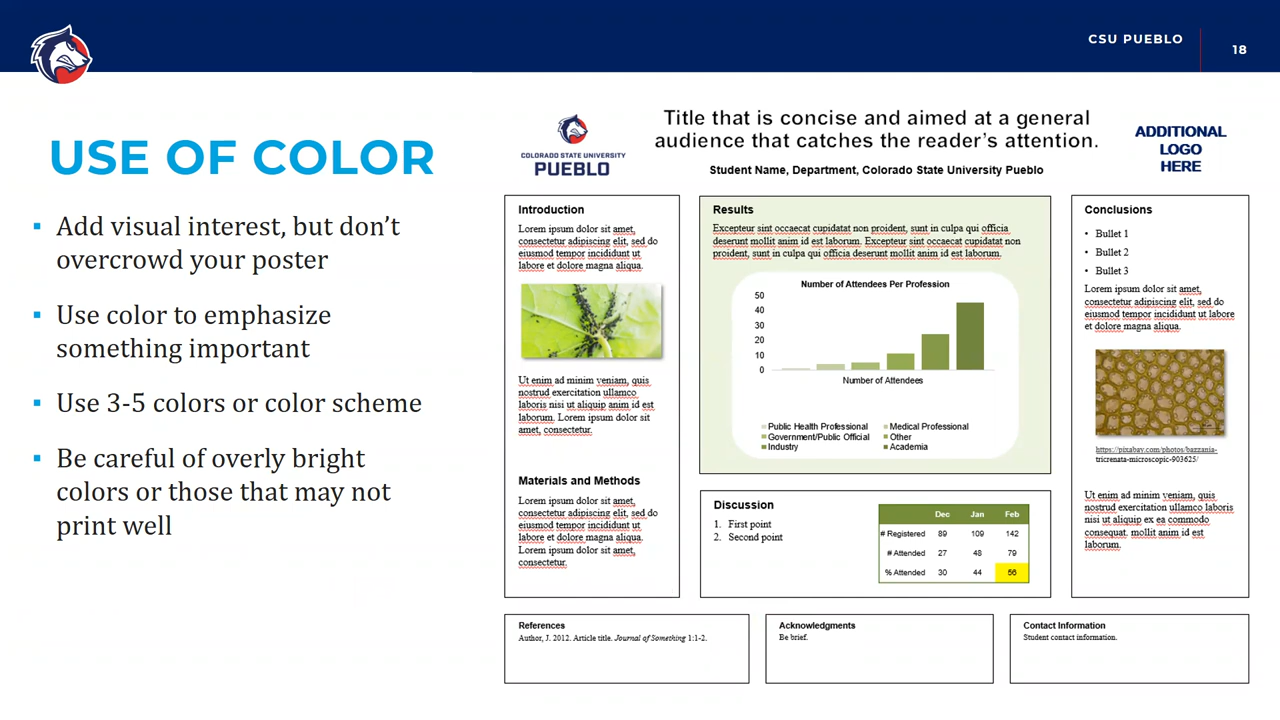 CSU PUEBLO
18
USE OF COLOR
▪ Add visual interest, but don’t
overcrowd your poster
▪ Use color to emphasize
something important
▪ Use 3-5 colors or color scheme
▪ Be careful of overly bright
colors or those that may not
print well
COLORADO STATE UNIVERSITY
PUEBLO
Title that is concise and aimed at a general
audience that catches the reader’s attention.
Student Name, Department, Colorado State University Pueblo
ADDITIONAL
LOGO
HERE
Introduction
Lorem ipsum dolor sit amet,
consectetur adipiscing elit, sed do
eiusmod tempor incididunt ut
labore et dolore magna aliqua.
Ut enim ad minim veniam, quis
nostrud exercitation ullamco
laboris nisi ut aliquip anim id est
laborum. Lorem ipsum dolor sit
amet, consectetur.
Materials and Methods
Lorem ipsum dolor sit amet,
consectetur adipiscing elit, sed do
eiusmod tempor incididunt ut
labore et dolore magna aliqua.
Lorem ipsum dolor sit amet,
consectetur.
Results
Excepteur sint occaecat cupidatat non proident, sunt in culpa qui officia
deserunt mollit anim id est laborum. Excepteur sint occaecat cupidatat non
proident, sunt in culpa qui officia deserunt mollit anim id est laborum.
Number of Attendees Per Profession
50
40
30
20
10
0
Number of Attendees
Public Health Professional Medical Professional
Government/Public Official Other
Industry Academia
Discussion
1. First point
2. Second point
Dec Jan Feb
# Registered 89 109 142
# Attended 27 48 79
% Attended 30 44 56
Conclusions
• Bullet 1
• Bullet 2
• Bullet 3
Lorem ipsum dolor sit amet,
consectetur adipiscing elit, sed do
eiusmod tempor incididunt ut labore
et dolore magna aliqua.
https://pixabay.com/photos/bazzania-
tricrenata-microscopic-903625/
Ut enim ad minim veniam, quis
nostrud exercitation ullamco laboris
nisi ut aliquip ex ea commodo
consequat. mollit anim id est
laborum.
References
Author, J. 2012. Article title. Journal of Something 1:1-2.
Acknowledgments
Be brief.
Contact Information
Student contact information.